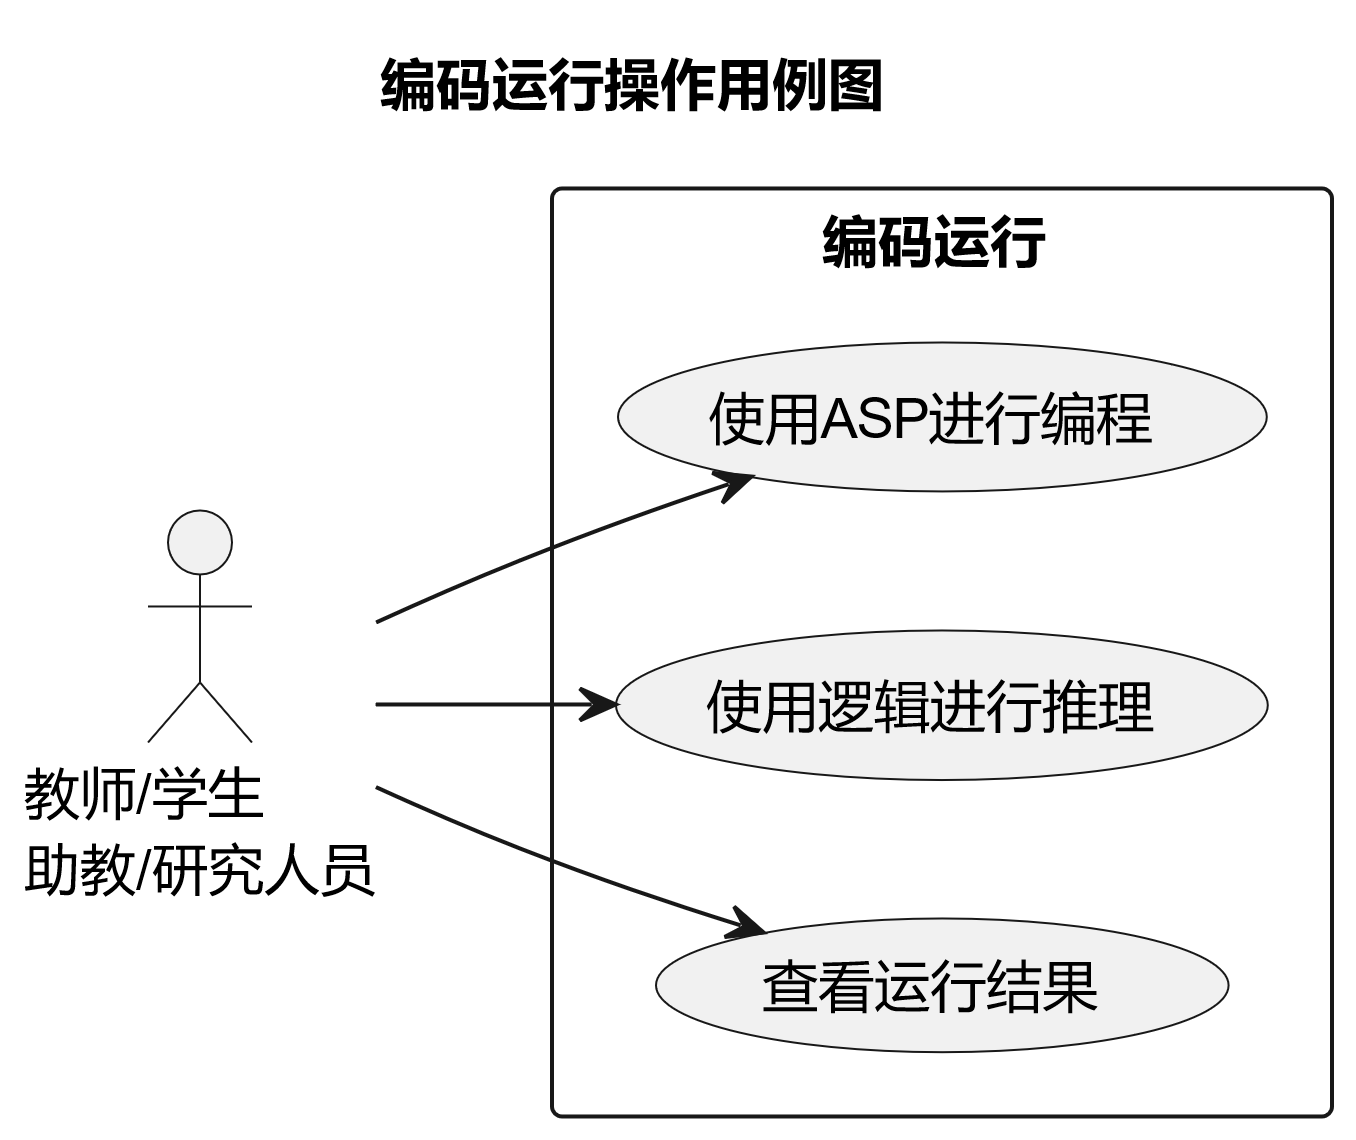 编码运行操作用例图
编码运行
使用ASP进行编程
使用逻辑进行推理
教师/学生
助教/研究人员
查看运行结果